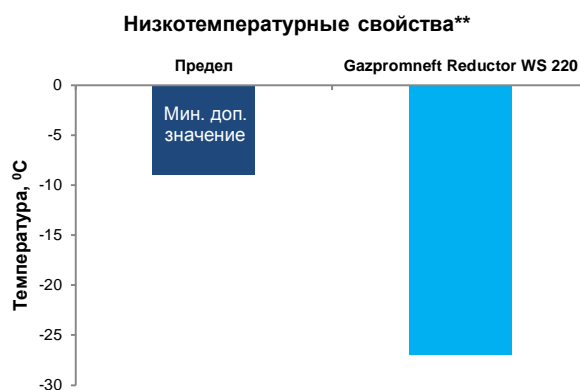 Низкотемпературные свойства**
Предел
Gazpromneft Reductor WS 220
0
-5
-10
-15
-20
-25
-30
Температура, ⁰С
Мин. доп.
значение